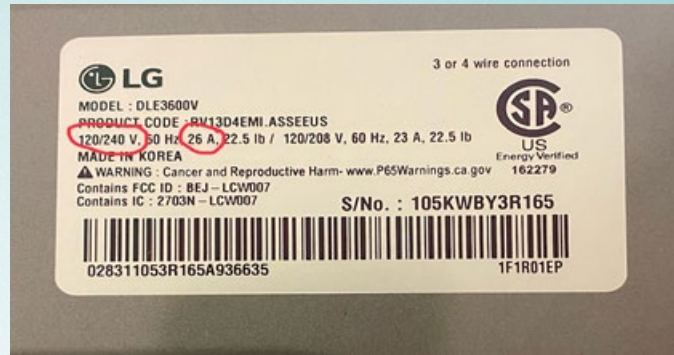 LG
3 or 4 wire connection
MODEL : DLE3600V
PRODUCT CODE : RV13D4EMI.ASSEEUS
120/240 V, 60 Hz, 26 A, 22.5 lb / 120/208 V, 60 Hz, 23 A, 22.5 lb
MADE IN KOREA
WARNING : Cancer and Reproductive Harm- www.P65Warnings.ca.gov
Contains FCC ID : BEJ – LCW007
Contains IC : 2703N – LCW007
SA®
US
Energy Verified
162279
S/No. : 105KWBY3R165
028311053R165A936635
1F1R01EP